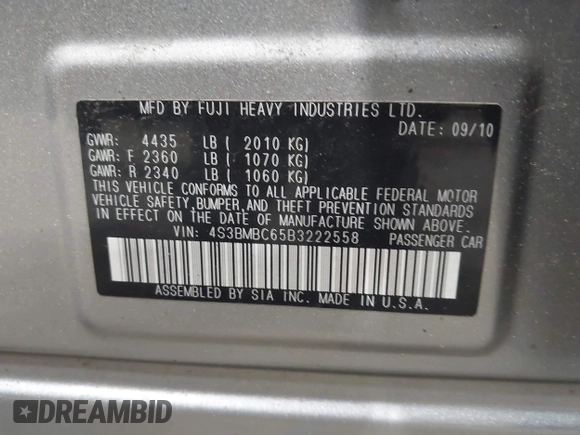 MFD BY FUJI HEAVY INDUSTRIES LTD.
DATE: 09/10
GVWR: 4435 LB ( 2010 KG)
GAWR: F 2360 LB ( 1070 KG)
GAWR: R 2340 LB ( 1060 KG)
THIS VEHICLE CONFORMS TO ALL APPLICABLE FEDERAL MOTOR
VEHICLE SAFETY,BUMPER,AND THEFT PREVENTION STANDARDS
IN EFFECT ON THE DATE OF MANUFACTURE SHOWN ABOVE.
VIN: 4S3BMBC65B3222558 PASSENGER CAR
ASSEMBLED BY SIA INC. MADE IN U.S.A.
DREAMBID